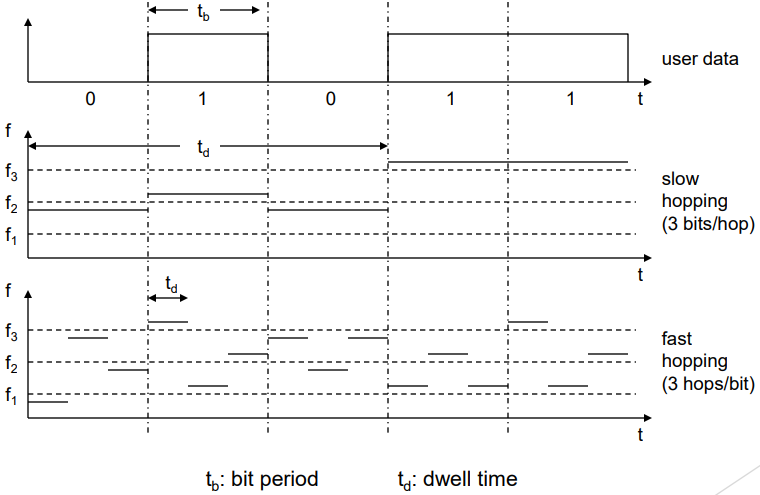 t_b
user data
0 1 0 1 1 t
f
t_d
f_3
slow
hopping
(3 bits/hop)
f_2
f_1
t
f
t_d
f_3
fast
hopping
(3 hops/bit)
f_2
f_1
t
t_b: bit period t_d: dwell time